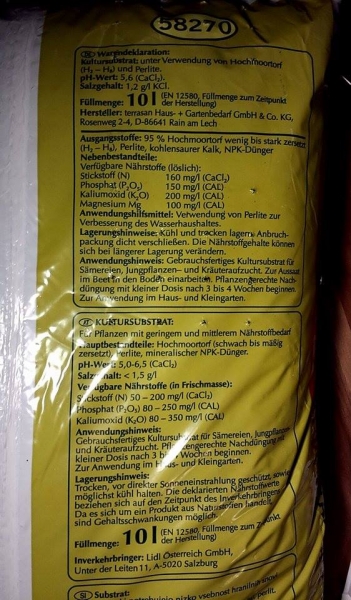 58270
D Warendeklaration:
Kultursubstrat: unter Verwendung von Hochmoortorf
(H₃ – H₈) und Perlite.
pH-Wert: 5,6 (CaCl₂).
Salzgehalt: 1,2 g/l KCl.
Füllmenge: 10 l (EN 12580, Füllmenge zum Zeitpunkt
der Herstellung)
Hersteller: terrasan Haus- + Gartenbedarf GmbH & Co. KG,
Rosenweg 2-4, D-86641 Rain am Lech
Ausgangsstoffe: 95 % Hochmoortorf wenig bis stark zersetzt
(H₃ – H₈), Perlite, kohlensaurer Kalk, NPK-Dünger
Nebenbestandteile:
Verfügbare Nährstoffe (löslich):
Stickstoff (N) 160 mg/l (CaCl₂)
Phosphat (P₂O₅) 150 mg/l (CAL)
Kaliumoxid (K₂O) 200 mg/l (CAL)
Magnesium Mg 100 mg/l (CAL)
Anwendungshilfsmittel: Verwendung von Perlite zur
Verbesserung des Wasserhaushaltes.
Lagerungshinweise: Kühl und trocken lagern. Anbruch-
packung dicht verschließen. Die Nährstoffgehalte können
sich bei längerer Lagerung verändern.
Anwendungshinweis: Gebrauchsfertiges Kultursubstrat für
Sämereien, Jungpflanzen- und Kräuteraufzucht. Zur Aussaat
im Beet in den Boden einarbeiten. Pflanzengerechte Nach-
düngung mit kleiner Dosis nach 3 bis 4 Wochen beginnen.
Zur Anwendung im Haus- und Kleingarten.
KULTURSUBSTRAT:
Für Pflanzen mit geringem und mittlerem Nährstoffbedarf
Hauptbestandteile: Hochmoortorf (schwach bis mäßig
zersetzt), Perlite, mineralischer NPK-Dünger.
pH-Wert: 5,0-6,5 (CaCl₂)
Salzgehalt: < 1,5 g/l
Verfügbare Nährstoffe (in Frischmasse):
Stickstoff (N) 50 – 200 mg/l (CaCl₂)
Phosphat (P₂O₅) 80 – 250 mg/l (CAL)
Kaliumoxid (K₂O) 80 – 350 mg/l (CAL)
Anwendungshinweis:
Gebrauchsfertiges Kultursubstrat für Sämereien, Jungpflanzen-
und Kräuteraufzucht. Pflanzengerechte Nachdüngung mit
kleiner Dosis nach 3 bis Wochen beginnen.
Zur Anwendung im Haus- und Kleingarten.
Lagerungshinweis:
Trocken, vor direkter Sonneneinstrahlung geschützt, sowie
möglichst kühl halten. Die deklarierten Nährstoffwerte
beziehen sich auf den Zeitpunkt des Inverkehrbringens.
Da es sich um ein Produkt aus Naturstoffen handelt,
sind Gehaltsschwankungen möglich.
Füllmenge: 10 l (EN 12580, Füllmenge zum Zeitpunkt
der Herstellung)
Inverkehrbringer: Lidl Österreich GmbH,
Unter der Leiten 11, A-5020 Salzburg
SI Substrat:
nizko vsebnost hranilnih